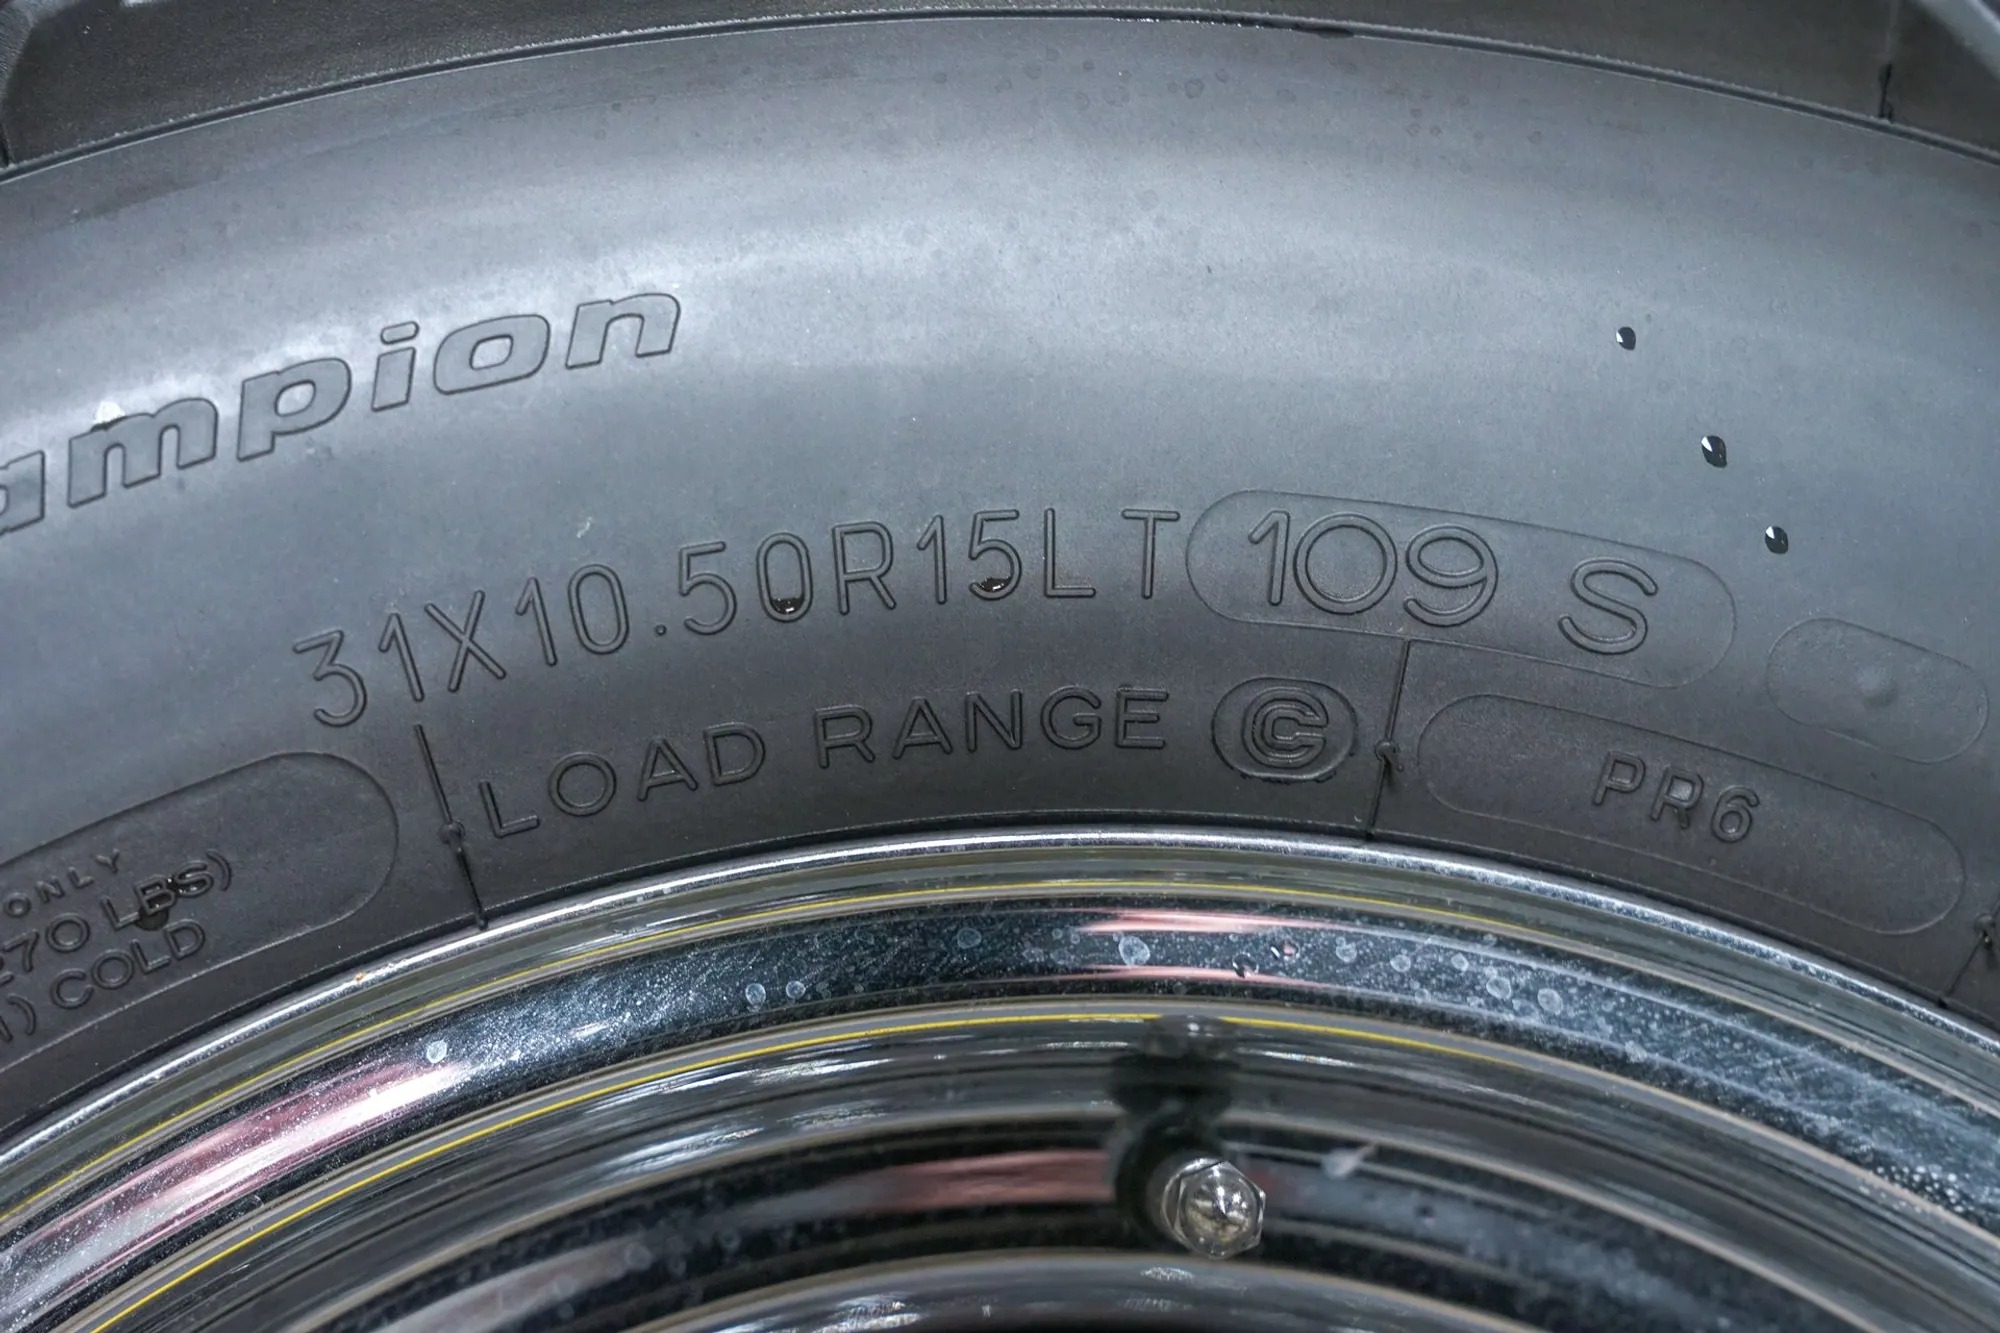 ampion
31X10.50R15LT 109 S
LOAD RANGE C
PR6
ONLY
270 LBS)
) COLD